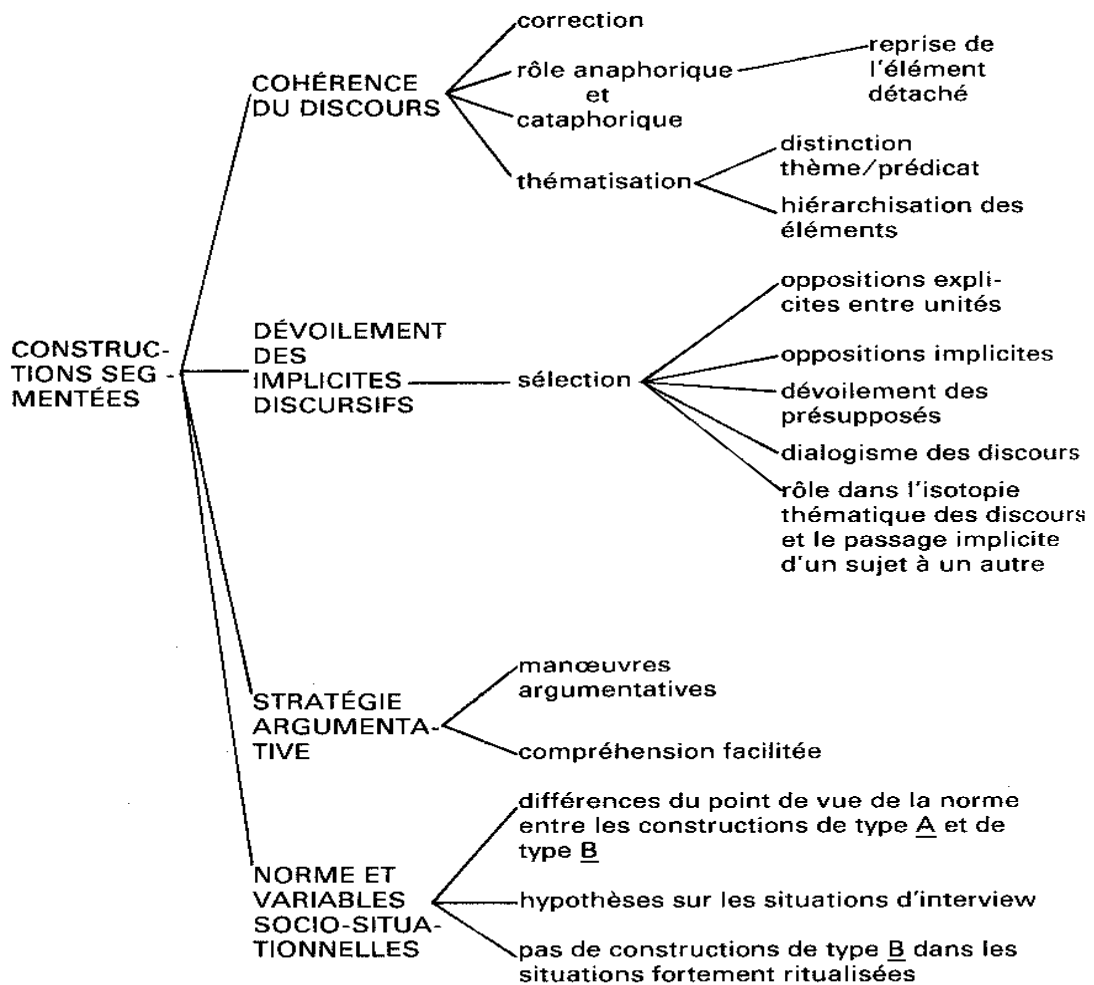 CONSTRUC-
TIONS SEG -
MENTÉES
COHÉRENCE
DU DISCOURS
correction
rôle anaphorique
et
cataphorique
reprise de
l'élément
détaché
thématisation
distinction
thème/prédicat
hiérarchisation des
éléments
DÉVOILEMENT
DES
IMPLICITES
DISCURSIFS
sélection
oppositions expli-
cites entre unités
oppositions implicites
dévoilement des
présupposés
dialogisme des discours
rôle dans l'isotopie
thématique des discours
et le passage implicite
d'un sujet à un autre
STRATÉGIE
ARGUMENTA-
TIVE
manœuvres
argumentatives
compréhension facilitée
NORME ET
VARIABLES
SOCIO-SITUA-
TIONNELLES
différences du point de vue de la norme
entre les constructions de type A et de
type B
hypothèses sur les situations d'interview
pas de constructions de type B dans les
situations fortement ritualisées